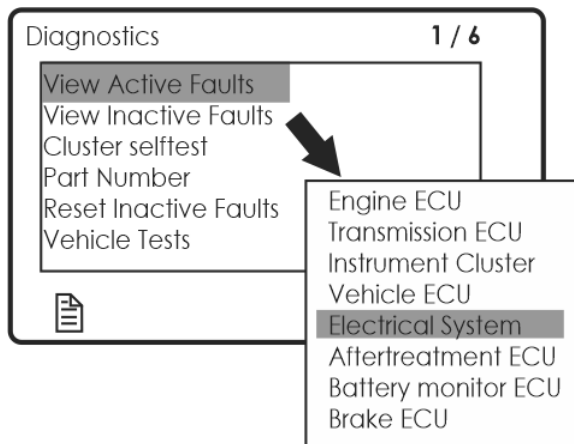 Diagnostics 1 / 6
View Active Faults
View Inactive Faults
Cluster selftest
Part Number
Reset Inactive Faults
Vehicle Tests
Engine ECU
Transmission ECU
Instrument Cluster
Vehicle ECU
Electrical System
Aftertreatment ECU
Battery monitor ECU
Brake ECU